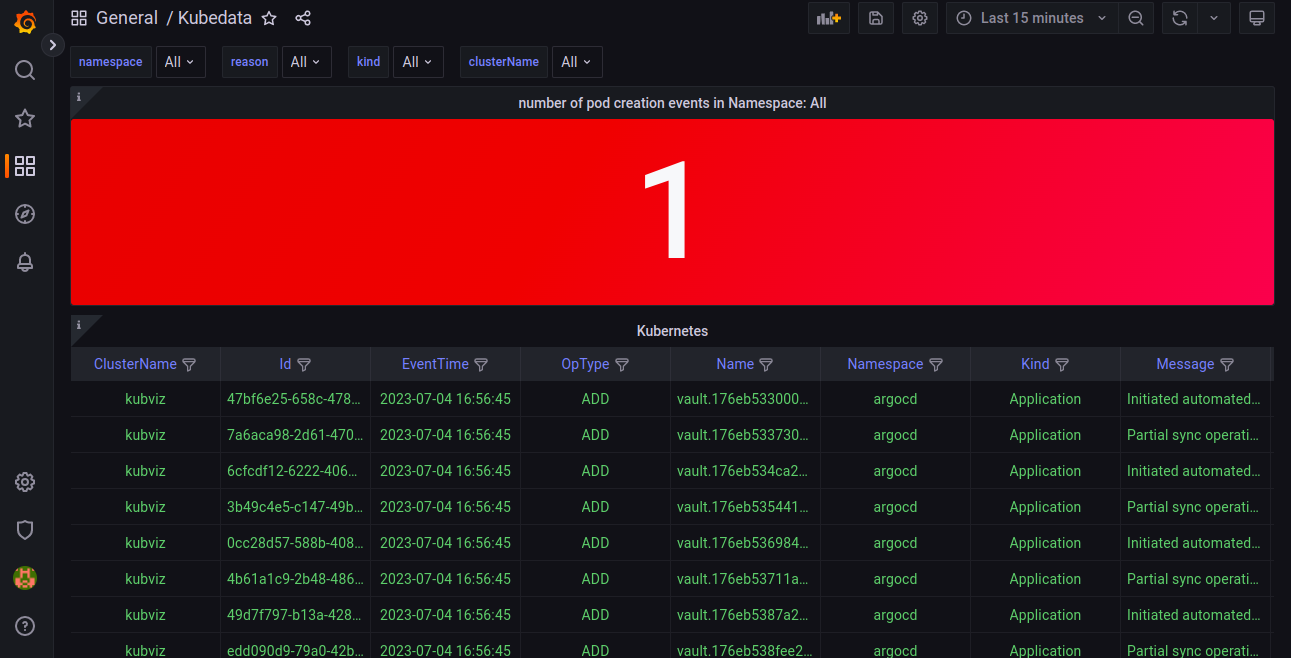 General / Kubedata
Last 15 minutes
namespace All reason All kind All clusterName All
i
number of pod creation events in Namespace: All
1
i
Kubernetes
ClusterName Id EventTime OpType Name Namespace Kind Message
kubviz 47bf6e25-658c-478… 2023-07-04 16:56:45 ADD vault.176eb533000… argocd Application Initiated automated…
kubviz 7a6aca98-2d61-470… 2023-07-04 16:56:45 ADD vault.176eb533730… argocd Application Partial sync operati…
kubviz 6cfcdf12-6222-406… 2023-07-04 16:56:45 ADD vault.176eb534ca2… argocd Application Initiated automated…
kubviz 3b49c4e5-c147-49b… 2023-07-04 16:56:45 ADD vault.176eb535441… argocd Application Partial sync operati…
kubviz 0cc28d57-588b-408… 2023-07-04 16:56:45 ADD vault.176eb536984… argocd Application Initiated automated…
kubviz 4b61a1c9-2b48-486… 2023-07-04 16:56:45 ADD vault.176eb53711a… argocd Application Partial sync operati…
kubviz 49d7f797-b13a-428… 2023-07-04 16:56:45 ADD vault.176eb5387a2… argocd Application Initiated automated…
kubviz edd090d9-79a0-42b… 2023-07-04 16:56:45 ADD vault.176eb538fee2… argocd Application Partial sync operati…